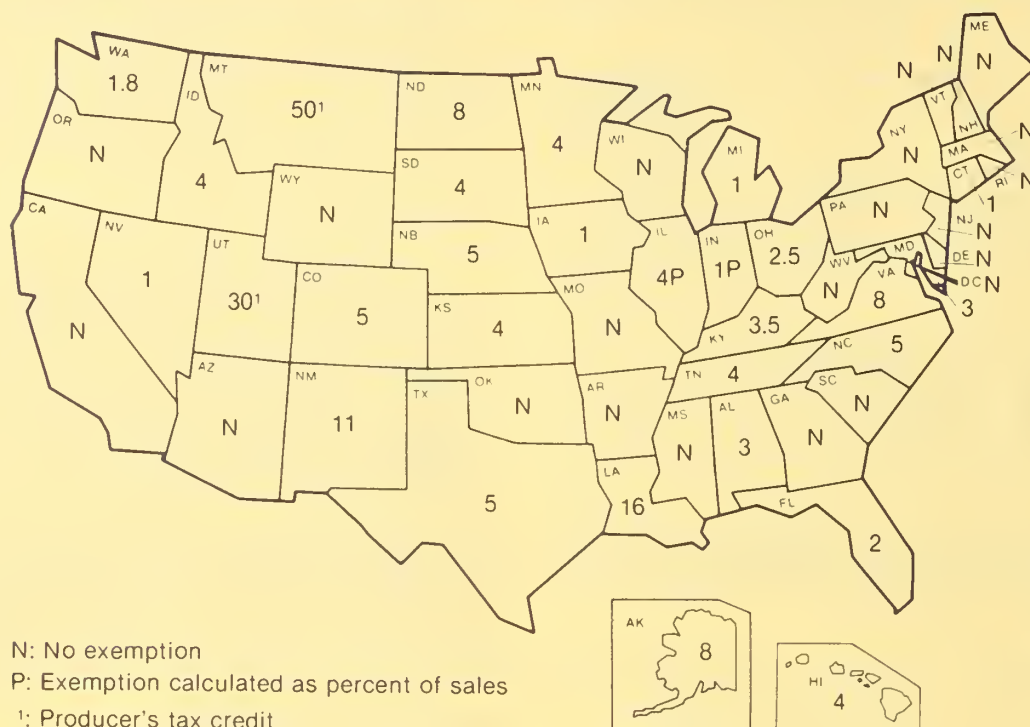 WA
1.8
MT
50¹
ND
8
MN
4
ME
N
N
N
VT
NH
ID
4
OR
N
WI
N
MI
1
NY
N
MA
N
CT
RI
N
1
SD
4
WY
N
CA
N
NV
1
UT
30¹
NB
5
IA
1
IL
4P
IN
1P
OH
2.5
PA
N
NJ
N
DE
N
DC N
MD
3
WV
N
VA
8
CO
5
KS
4
MO
N
KY
3.5
NC
5
TN
4
AZ
N
NM
11
TX
5
OK
N
AR
N
MS
N
AL
3
GA
N
SC
N
LA
16
FL
2
AK
8
HI
4
N: No exemption
P: Exemption calculated as percent of sales
¹: Producer's tax credit